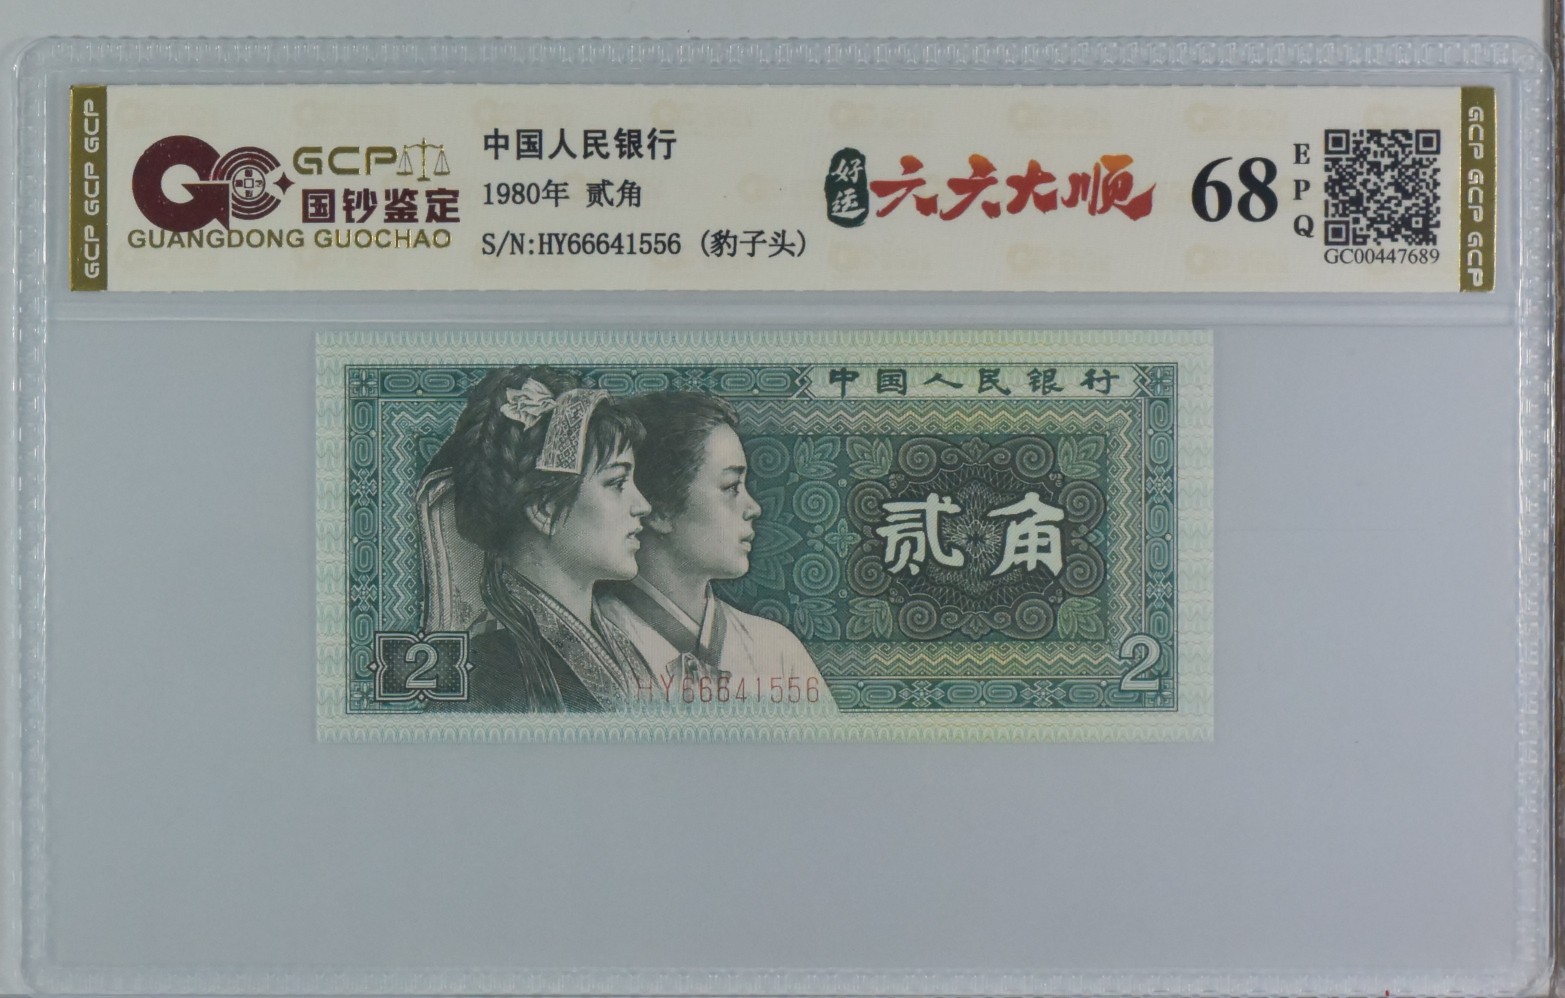 GCP GCP GCP
GCP
国钞鉴定
GUANGDONG GUOCHAO
中国人民银行
1980年 贰角
S/N:HY66641556 (豹子头)
好运
六六大顺
68
EPQ
GC00447689
GCP GCP GCP
中国人民银行
贰角
2
2
HY66641556